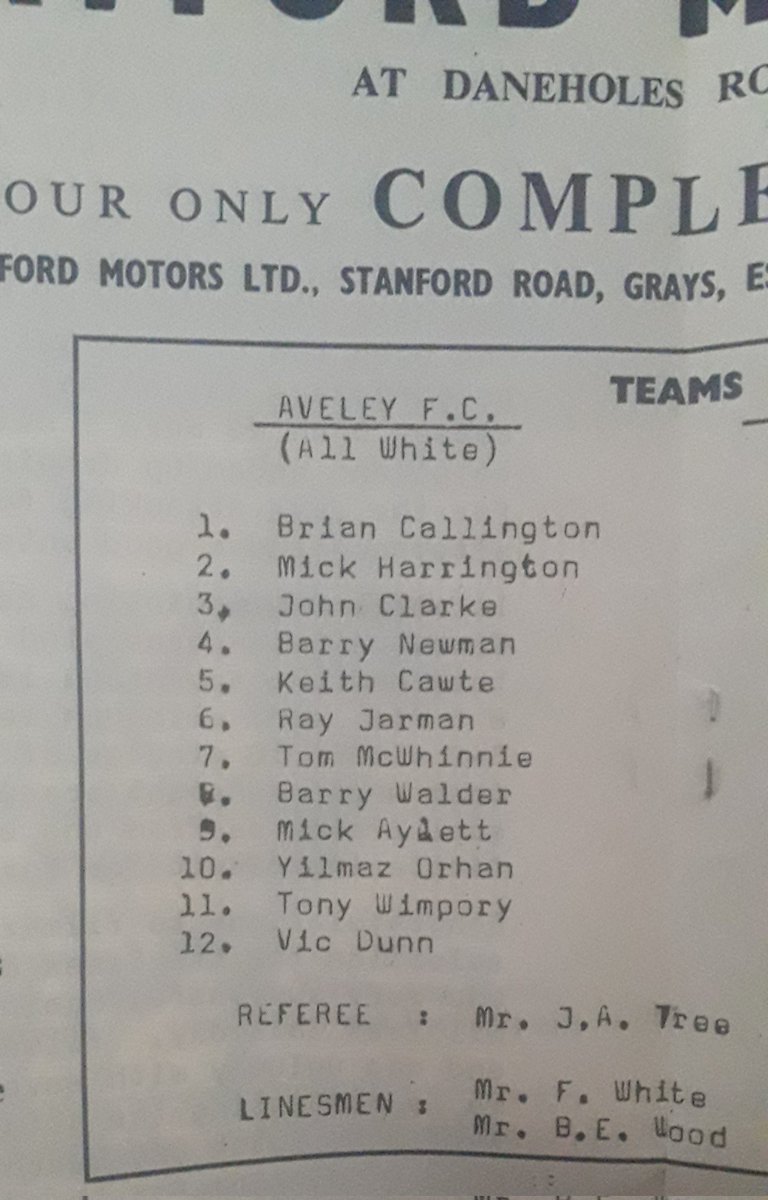 AT DANEHOLES
OUR ONLY
FORD MOTORS LTD., STANFORD ROAD, GRAYS,
TEAMS
AVELEY F.C.
(All White)
1. Brian Callington
2. Mick Harrington
3. John Clarke
4. Barry Newman
5. Keith Cawte
6. Ray Jarman
7. Tom McWhinnie
8. Barry Walder
9. Mick Aylett
10. Yilmaz Orhan
11. Tony Wimpory
12. Vic Dunn
REFEREE : Mr. J.A. Tree
LINESMEN : Mr. F. White
Mr. B.E. Wood